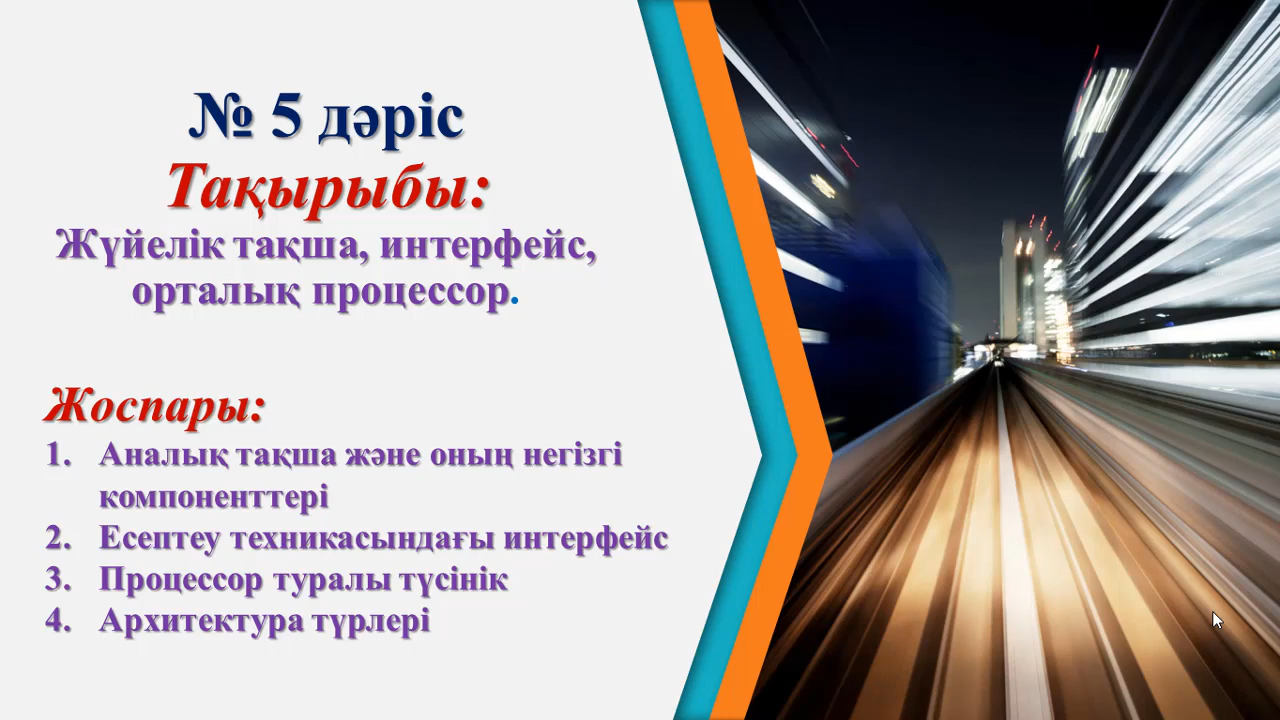 № 5 дәріс
Тақырыбы:
Жүйелік тақша, интерфейс,
орталық процессор.
Жоспары:
1. Аналық тақша және оның негізгі
компоненттері
2. Есептеу техникасындағы интерфейс
3. Процессор туралы түсінік
4. Архитектура түрлері